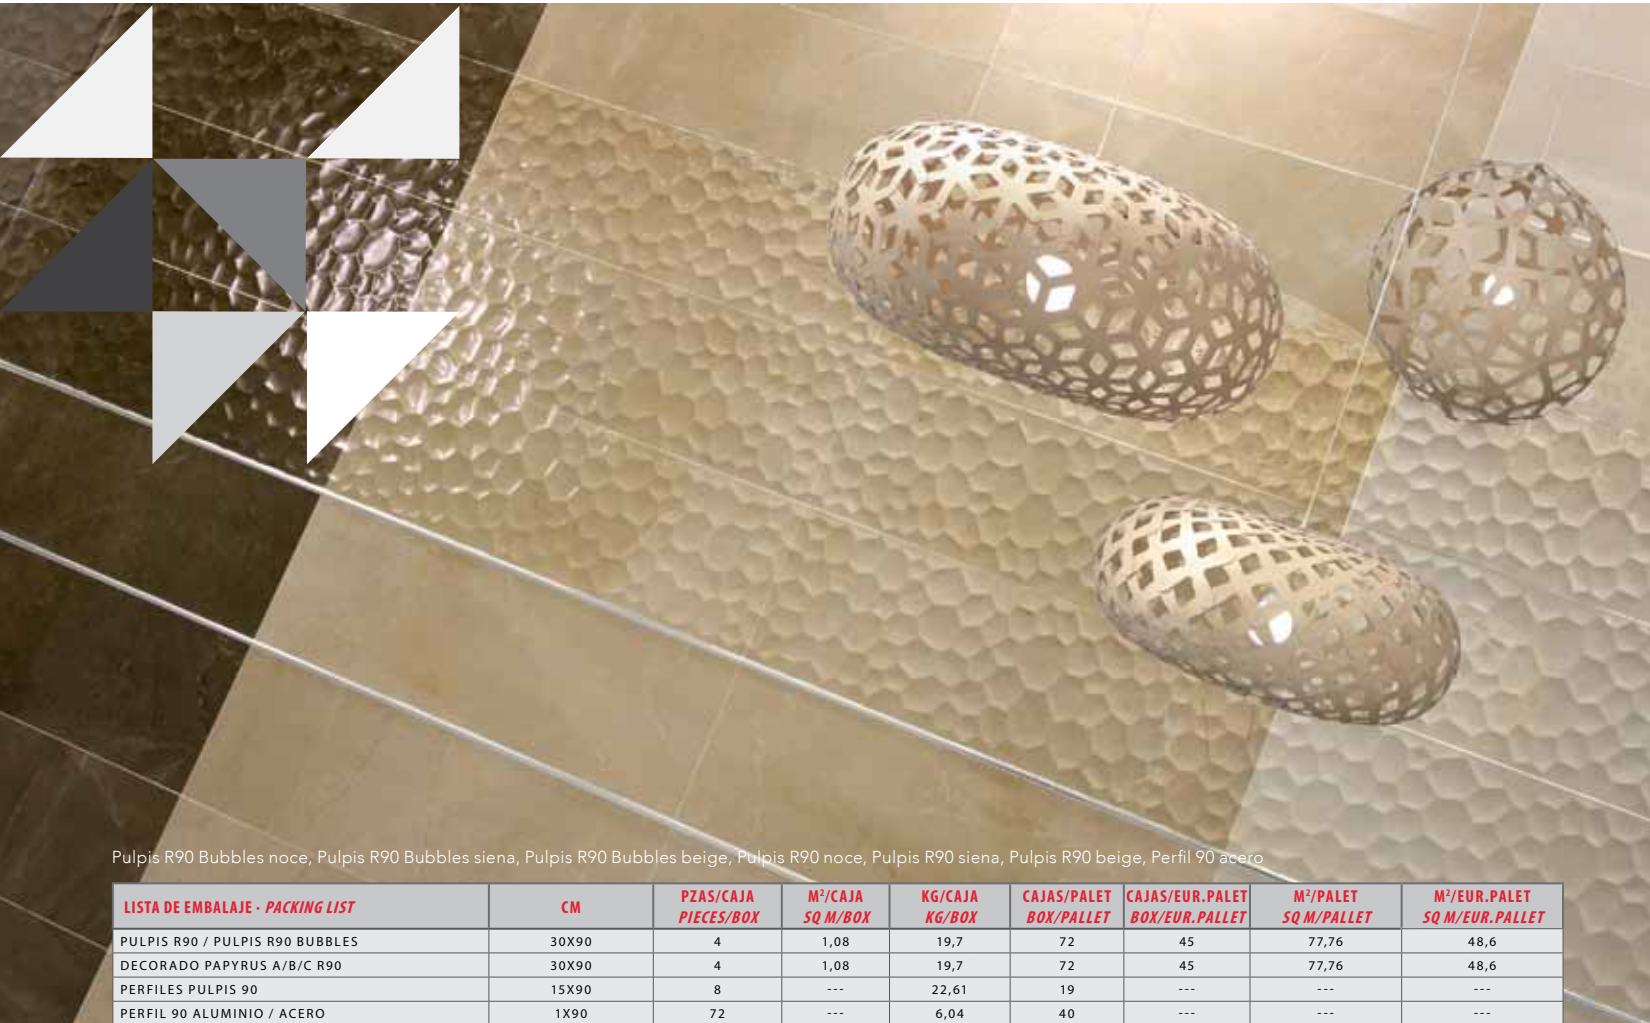 Pulpis R90 Bubbles noce, Pulpis R90 Bubbles siena, Pulpis R90 Bubbles beige, Pulpis R90 noce, Pulpis R90 siena, Pulpis R90 beige, Perfil 90 acero
LISTA DE EMBALAJE · PACKING LIST CM PZAS/CAJA PIECES/BOX M²/CAJA SQ M/BOX KG/CAJA KG/BOX CAJAS/PALET BOX/PALLET CAJAS/EUR.PALET BOX/EUR.PALLET M²/PALET SQ M/PALLET M²/EUR.PALET SQ M/EUR.PALLET
PULPIS R90 / PULPIS R90 BUBBLES 30X90 4 1,08 19,7 72 45 77,76 48,6
DECORADO PAPYRUS A/B/C R90 30X90 4 1,08 19,7 72 45 77,76 48,6
PERFILES PULPIS 90 15X90 8 --- 22,61 19 --- --- ---
PERFIL 90 ALUMINIO / ACERO 1X90 72 --- 6,04 40 --- --- ---